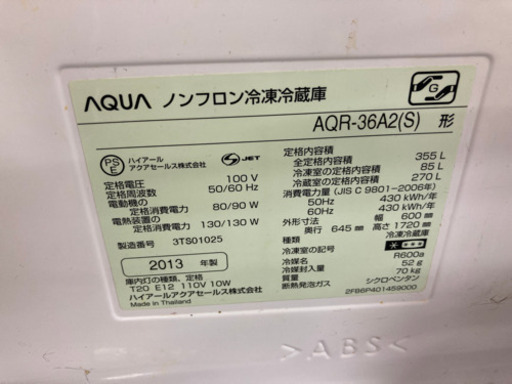 AQUA ノンフロン冷凍冷蔵庫
AQR-36A2(S) 形
G
PS
E
ハイアール
アクアセールス株式会社
JET
定格電圧 100 V
定格周波数 50/60 Hz
電動機の
定格消費電力 80/90 W
電熱装置の
定格消費電力 130/130 W
製造番号 3TS01025
2013 年製
庫内灯の種類、定格
T20 E12 110V 10W
ハイアールアクアセールス株式会社
Made in Thailand
定格内容積
全定格内容積 355 L
冷凍室の定格内容積 85 L
冷蔵室の定格内容積 270 L
消費電力量 (JIS C 9801-2006年)
50Hz 430 kWh/年
60Hz 430 kWh/年
外形寸法 幅 600 mm
奥行 645 mm 高さ 1720 mm
種類 冷凍冷蔵庫
冷凍室の記号
冷媒名 R600a
冷媒封入量 52 g
質量 70 kg
断熱発泡ガス シクロペンタン
2FB6P401459000
>ABS<